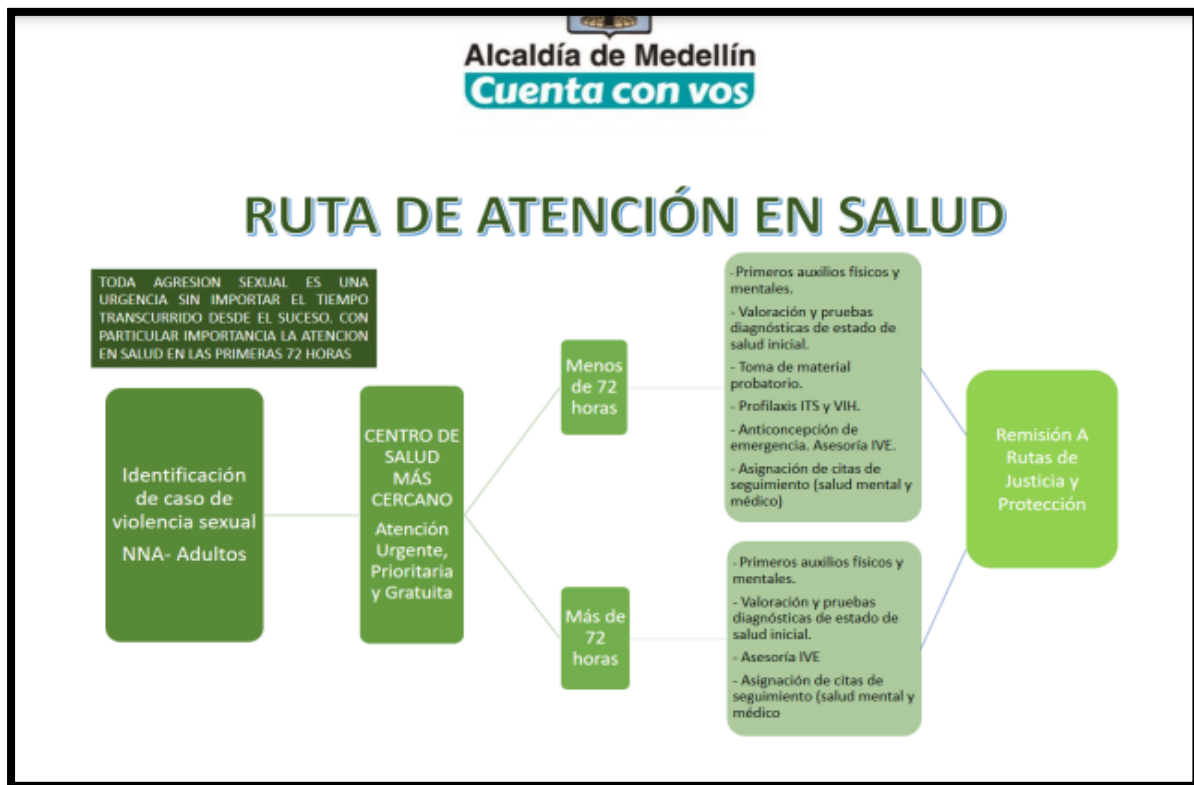 Alcaldía de Medellín
Cuenta con vos
RUTA DE ATENCIÓN EN SALUD
TODA AGRESION SEXUAL ES UNA
URGENCIA SIN IMPORTAR EL TIEMPO
TRANSCURRIDO DESDE EL SUCESO. CON
PARTICULAR IMPORTANCIA LA ATENCION
EN SALUD EN LAS PRIMERAS 72 HORAS
Identificación
de caso de
violencia sexual
NNA- Adultos
CENTRO DE
SALUD
MÁS
CERCANO
Atención
Urgente,
Prioritaria
y Gratuita
Menos
de 72
horas
- Primeros auxilios físicos y
mentales.
- Valoración y pruebas
diagnósticas de estado de
salud inicial.
- Toma de material
probatorio.
- Profilaxis ITS y VIH.
- Anticoncepción de
emergencia. Asesoría IVE.
- Asignación de citas de
seguimiento (salud mental y
médico)
Más de
72
horas
- Primeros auxilios físicos y
mentales.
- Valoración y pruebas
diagnósticas de estado de
salud inicial.
- Asesoría IVE
- Asignación de citas de
seguimiento (salud mental y
médico
Remisión A
Rutas de
Justicia y
Protección